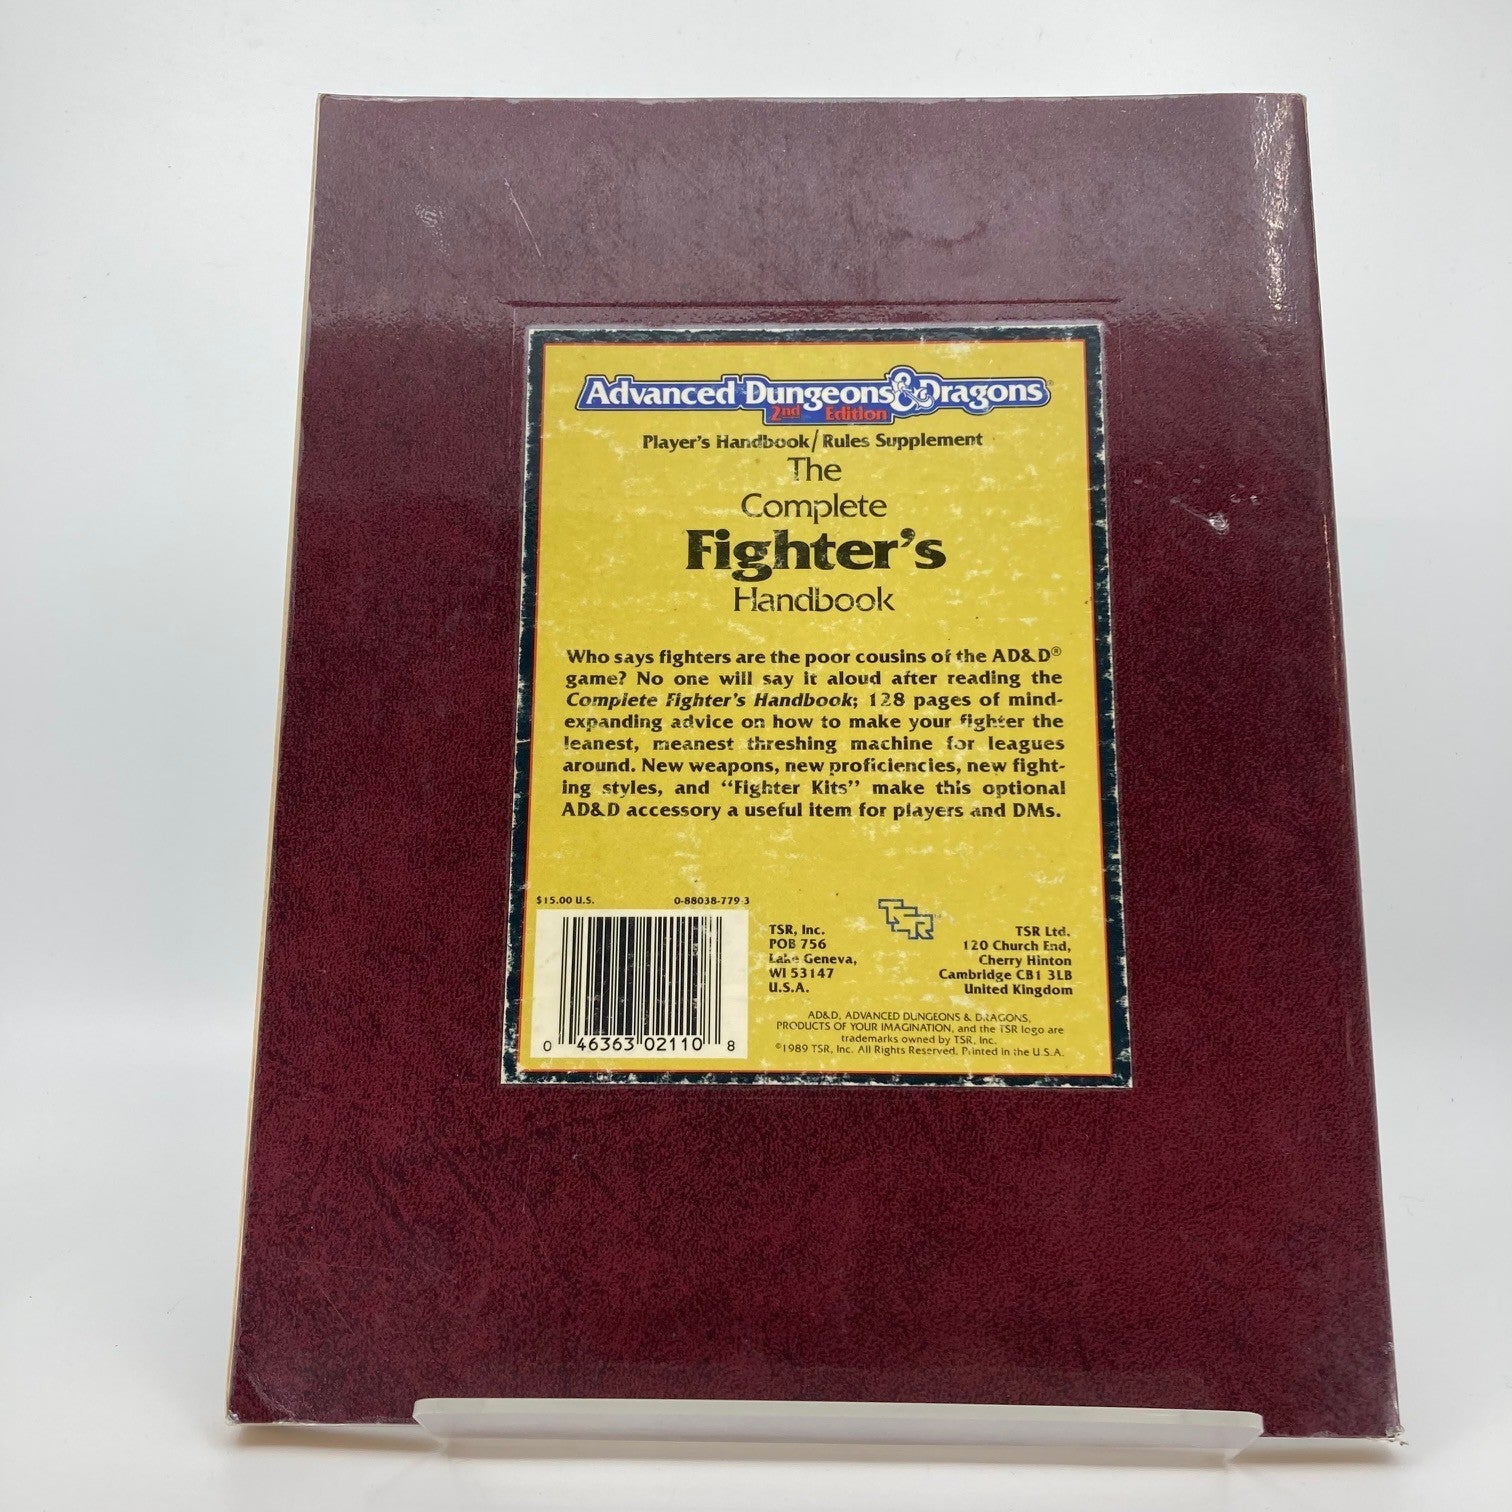 Advanced Dungeons & Dragons®
2nd Edition
Player's Handbook/Rules Supplement
The
Complete
Fighter's
Handbook
Who says fighters are the poor cousins of the AD&D®
game? No one will say it aloud after reading the
Complete Fighter's Handbook; 128 pages of mind-
expanding advice on how to make your fighter the
leanest, meanest threshing machine for leagues
around. New weapons, new proficiencies, new fight-
ing styles, and “Fighter Kits” make this optional
AD&D accessory a useful item for players and DMs.
$15.00 U.S.
0-88038-779-3
0 46363 02110 8
TSR, Inc.
POB 756
Lake Geneva,
WI 53147
U.S.A.
TSR™
TSR Ltd.
120 Church End,
Cherry Hinton
Cambridge CB1 3LB
United Kingdom
AD&D, ADVANCED DUNGEONS & DRAGONS,
PRODUCTS OF YOUR IMAGINATION, and the TSR logo are
trademarks owned by TSR, Inc.
©1989 TSR, Inc. All Rights Reserved. Printed in the U.S.A.